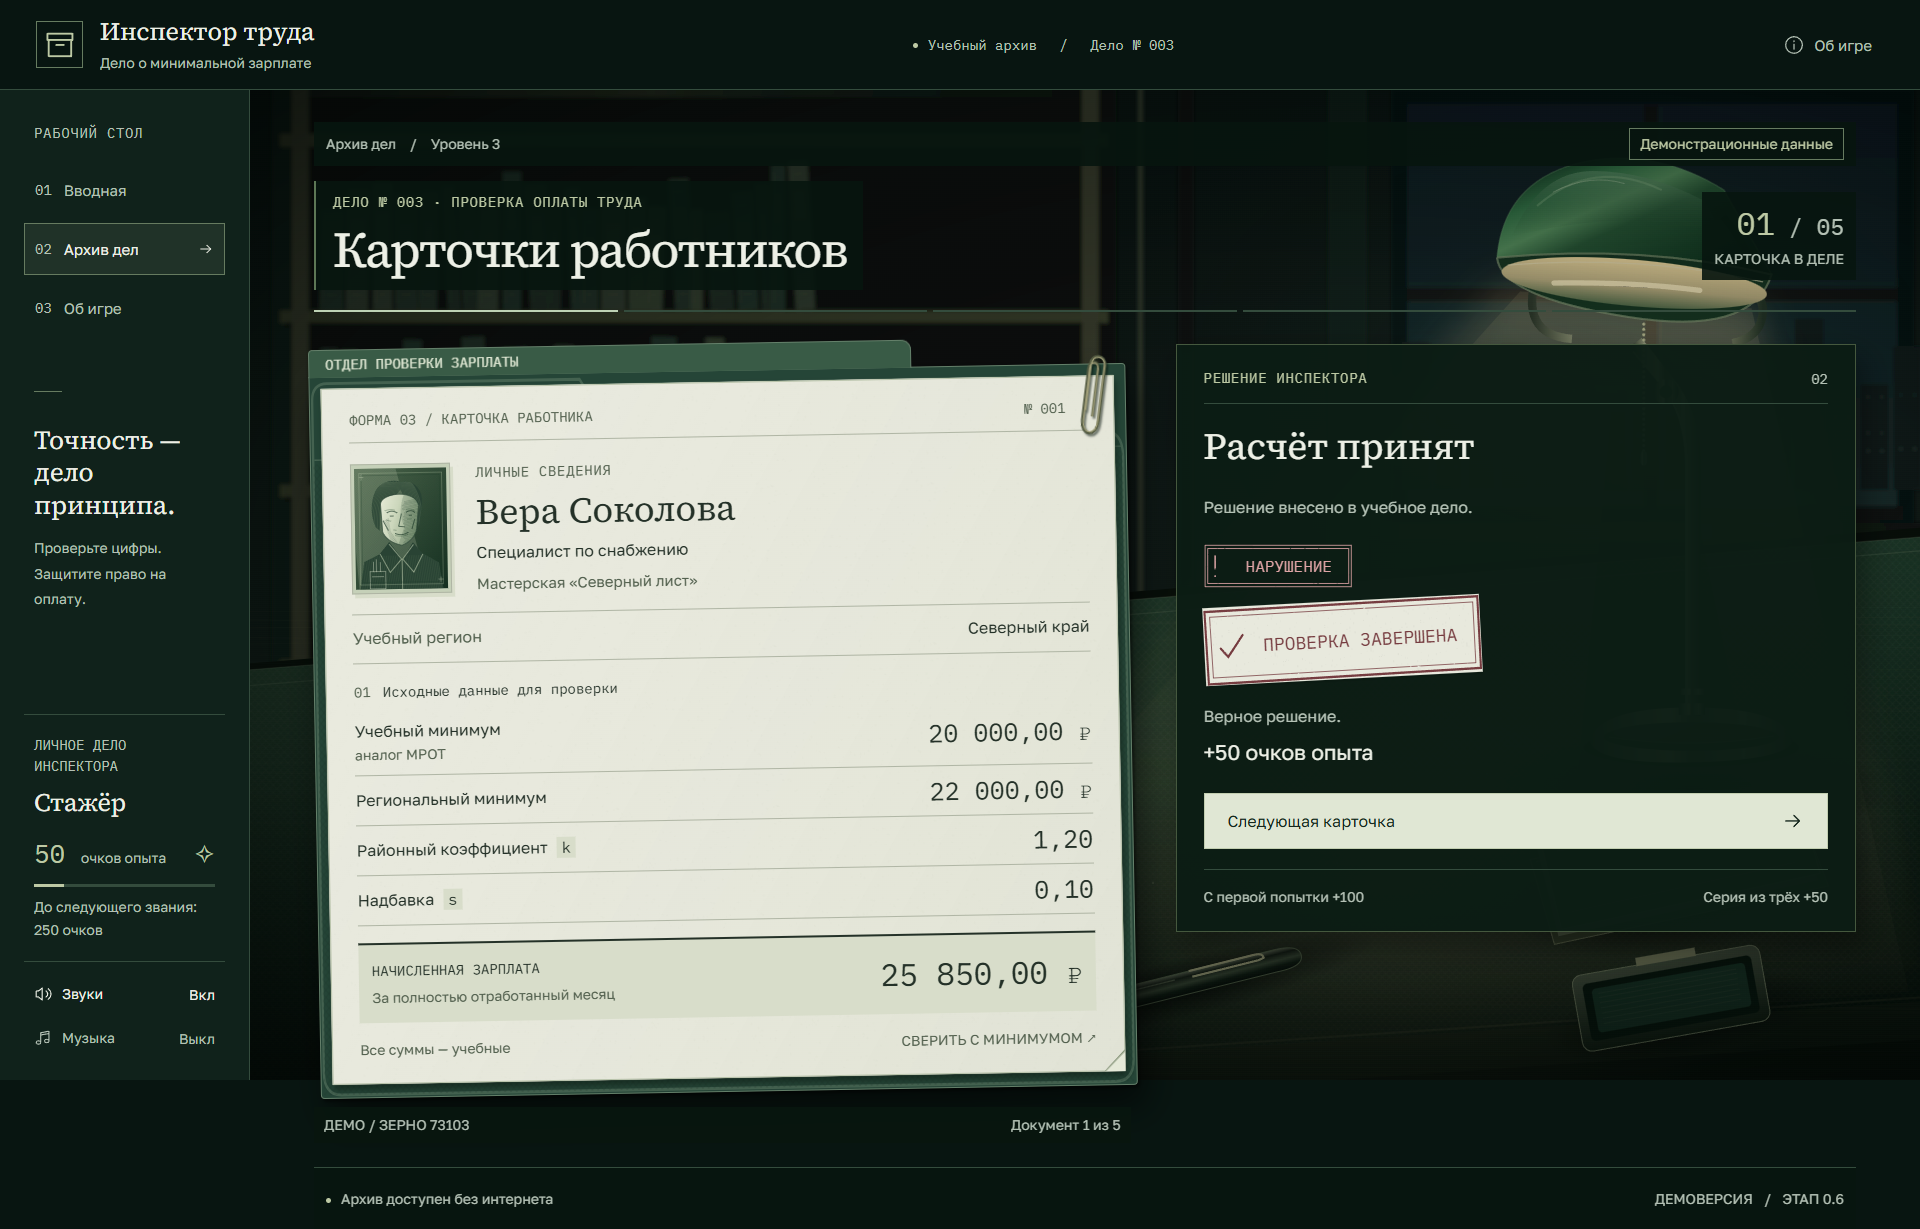 Инспектор труда
Дело о минимальной зарплате
• Учебный архив / Дело № 003
Об игре
РАБОЧИЙ СТОЛ
01 Вводная
02 Архив дел →
03 Об игре
Точность —
дело
принципа.
Проверьте цифры.
Защитите право на
оплату.
ЛИЧНОЕ ДЕЛО
ИНСПЕКТОРА
Стажёр
50 очков опыта
До следующего звания:
250 очков
Звуки Вкл
Музыка Выкл
Архив дел / Уровень 3
Демонстрационные данные
ДЕЛО № 003 · ПРОВЕРКА ОПЛАТЫ ТРУДА
Карточки работников
01 / 05
КАРТОЧКА В ДЕЛЕ
ОТДЕЛ ПРОВЕРКИ ЗАРПЛАТЫ
ФОРМА 03 / КАРТОЧКА РАБОТНИКА № 001
ЛИЧНЫЕ СВЕДЕНИЯ
Вера Соколова
Специалист по снабжению
Мастерская «Северный лист»
Учебный регион Северный край
01 Исходные данные для проверки
Учебный минимум 20 000,00 ₽
аналог МРОТ
Региональный минимум 22 000,00 ₽
Районный коэффициент k 1,20
Надбавка s 0,10
НАЧИСЛЕННАЯ ЗАРПЛАТА 25 850,00 ₽
За полностью отработанный месяц
Все суммы — учебные СВЕРИТЬ С МИНИМУМОМ ↗
ДЕМО / ЗЕРНО 73103 Документ 1 из 5
РЕШЕНИЕ ИНСПЕКТОРА 02
Расчёт принят
Решение внесено в учебное дело.
! НАРУШЕНИЕ
✓ ПРОВЕРКА ЗАВЕРШЕНА
Верное решение.
+50 очков опыта
Следующая карточка →
С первой попытки +100 Серия из трёх +50
• Архив доступен без интернета
ДЕМОВЕРСИЯ / ЭТАП 0.6